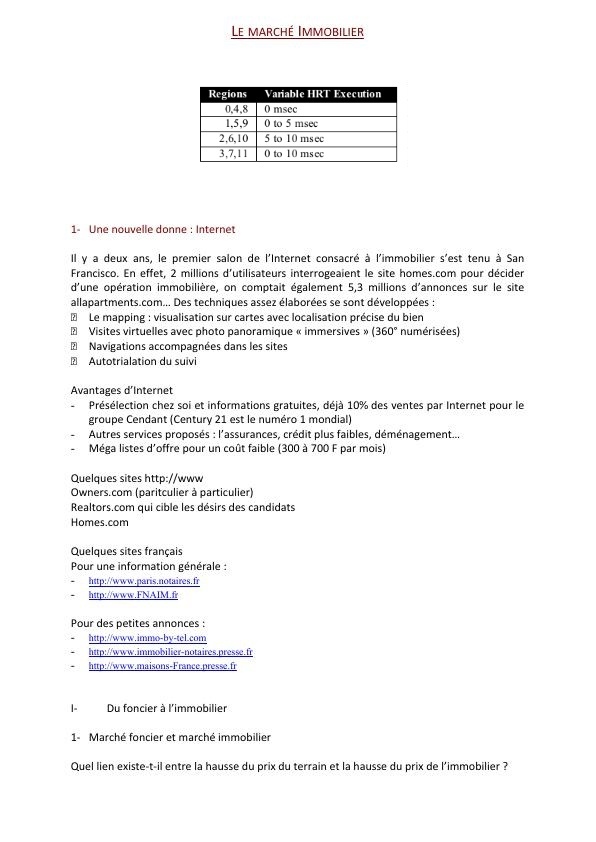 LE MARCHÉ IMMOBILIER
Regions Variable HRT Execution
0,4,8 0 msec
1,5,9 0 to 5 msec
2,6,10 5 to 10 msec
3,7,11 0 to 10 msec
1- Une nouvelle donne : Internet
Il y a deux ans, le premier salon de l’Internet consacré à l’immobilier s’est tenu à San
Francisco. En effet, 2 millions d’utilisateurs interrogeaient le site homes.com pour décider
d’une opération immobilière, on comptait également 5,3 millions d’annonces sur le site
allapartments.com… Des techniques assez élaborées se sont développées :
Le mapping : visualisation sur cartes avec localisation précise du bien
Visites virtuelles avec photo panoramique « immersives » (360° numérisées)
Navigations accompagnées dans les sites
Autotrialation du suivi
Avantages d’Internet
- Présélection chez soi et informations gratuites, déjà 10% des ventes par Internet pour le
groupe Cendant (Century 21 est le numéro 1 mondial)
- Autres services proposés : l’assurances, crédit plus faibles, déménagement…
- Méga listes d’offre pour un coût faible (300 à 700 F par mois)
Quelques sites http://www
Owners.com (paritculier à particulier)
Realtors.com qui cible les désirs des candidats
Homes.com
Quelques sites français
Pour une information générale :
- http://www.paris.notaires.fr
- http://www.FNAIM.fr
Pour des petites annonces :
- http://www.immo-by-tel.com
- http://www.immobilier-notaires.presse.fr
- http://www.maisons-France.presse.fr
I- Du foncier à l’immobilier
1- Marché foncier et marché immobilier
Quel lien existe-t-il entre la hausse du prix du terrain et la hausse du prix de l’immobilier ?